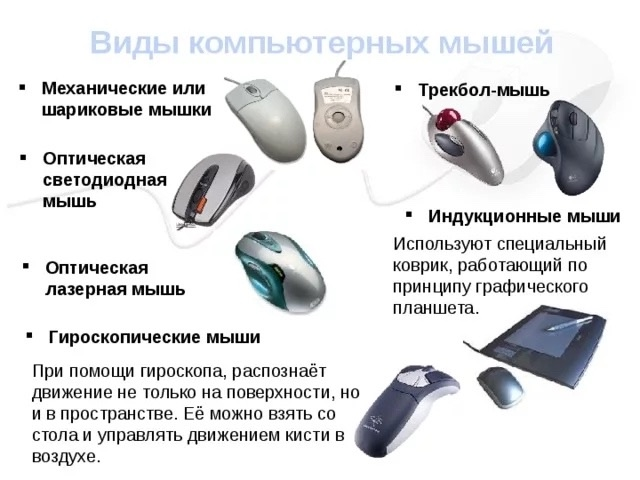 Виды компьютерных мышей
Механические или
шариковые мышки
Оптическая
светодиодная
мышь
Оптическая
лазерная мышь
Гироскопические мыши
При помощи гироскопа, распознаёт
движение не только на поверхности, но
и в пространстве. Её можно взять со
стола и управлять движением кисти в
воздухе.
Трекбол-мышь
Индукционные мыши
Используют специальный
коврик, работающий по
принципу графического
планшета.